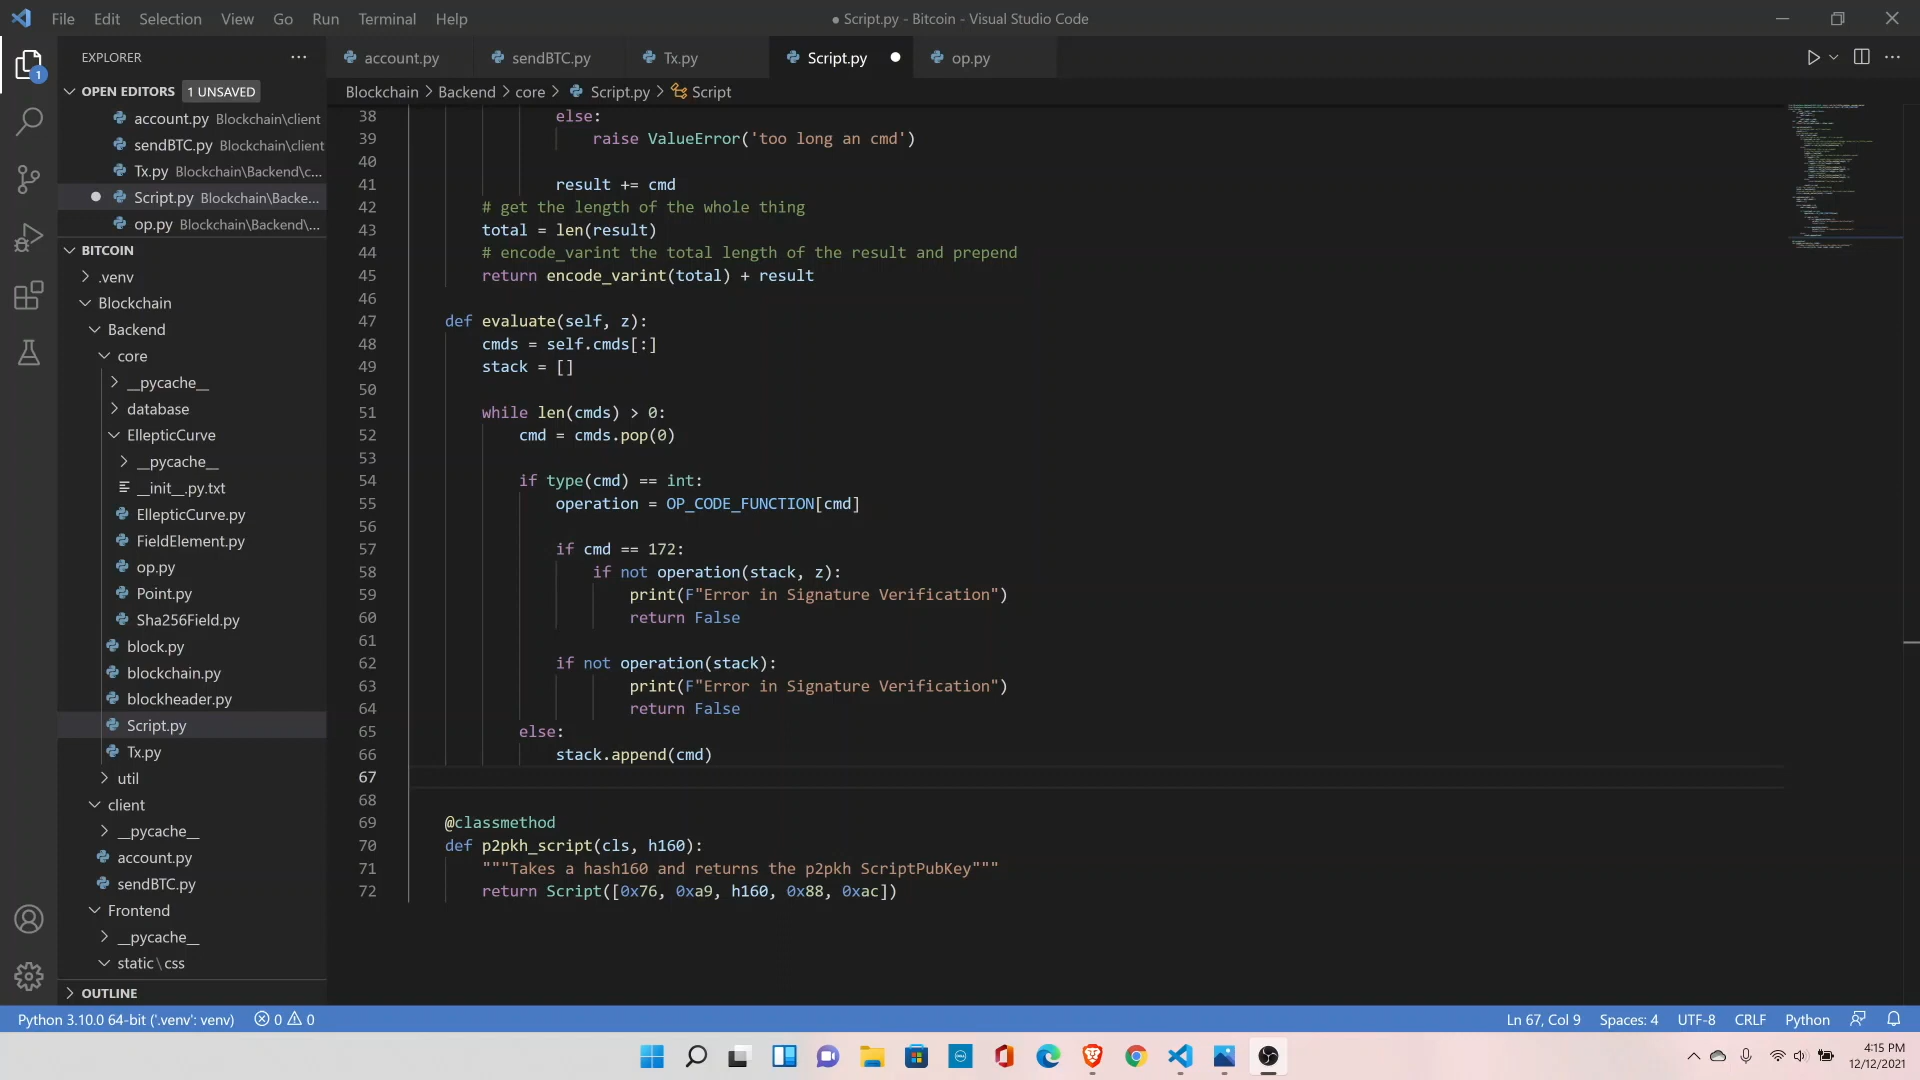 File Edit Selection View Go Run Terminal Help
● Script.py - Bitcoin - Visual Studio Code
EXPLORER
OPEN EDITORS 1 UNSAVED
account.py Blockchain\client
sendBTC.py Blockchain\client
Tx.py Blockchain\Backend\c...
Script.py Blockchain\Backe...
op.py Blockchain\Backend\...
BITCOIN
.venv
Blockchain
Backend
core
__pycache__
database
EllepticCurve
__pycache__
__init__.py.txt
EllepticCurve.py
FieldElement.py
op.py
Point.py
Sha256Field.py
block.py
blockchain.py
blockheader.py
Script.py
Tx.py
util
client
__pycache__
account.py
sendBTC.py
Frontend
__pycache__
static\css
OUTLINE
1
account.py sendBTC.py Tx.py Script.py op.py
Blockchain > Backend > core > Script.py > Script
38 else:
39 raise ValueError('too long an cmd')
40
41 result += cmd
42 # get the length of the whole thing
43 total = len(result)
44 # encode_varint the total length of the result and prepend
45 return encode_varint(total) + result
46
47 def evaluate(self, z):
48 cmds = self.cmds[:]
49 stack = []
50
51 while len(cmds) > 0:
52 cmd = cmds.pop(0)
53
54 if type(cmd) == int:
55 operation = OP_CODE_FUNCTION[cmd]
56
57 if cmd == 172:
58 if not operation(stack, z):
59 print(F"Error in Signature Verification")
60 return False
61
62 if not operation(stack):
63 print(F"Error in Signature Verification")
64 return False
65 else:
66 stack.append(cmd)
67
68
69 @classmethod
70 def p2pkh_script(cls, h160):
71 """Takes a hash160 and returns the p2pkh ScriptPubKey"""
72 return Script([0x76, 0xa9, h160, 0x88, 0xac])
Python 3.10.0 64-bit ('.venv': venv) 0 0
Ln 67, Col 9 Spaces: 4 UTF-8 CRLF Python
4:15 PM
12/12/2021